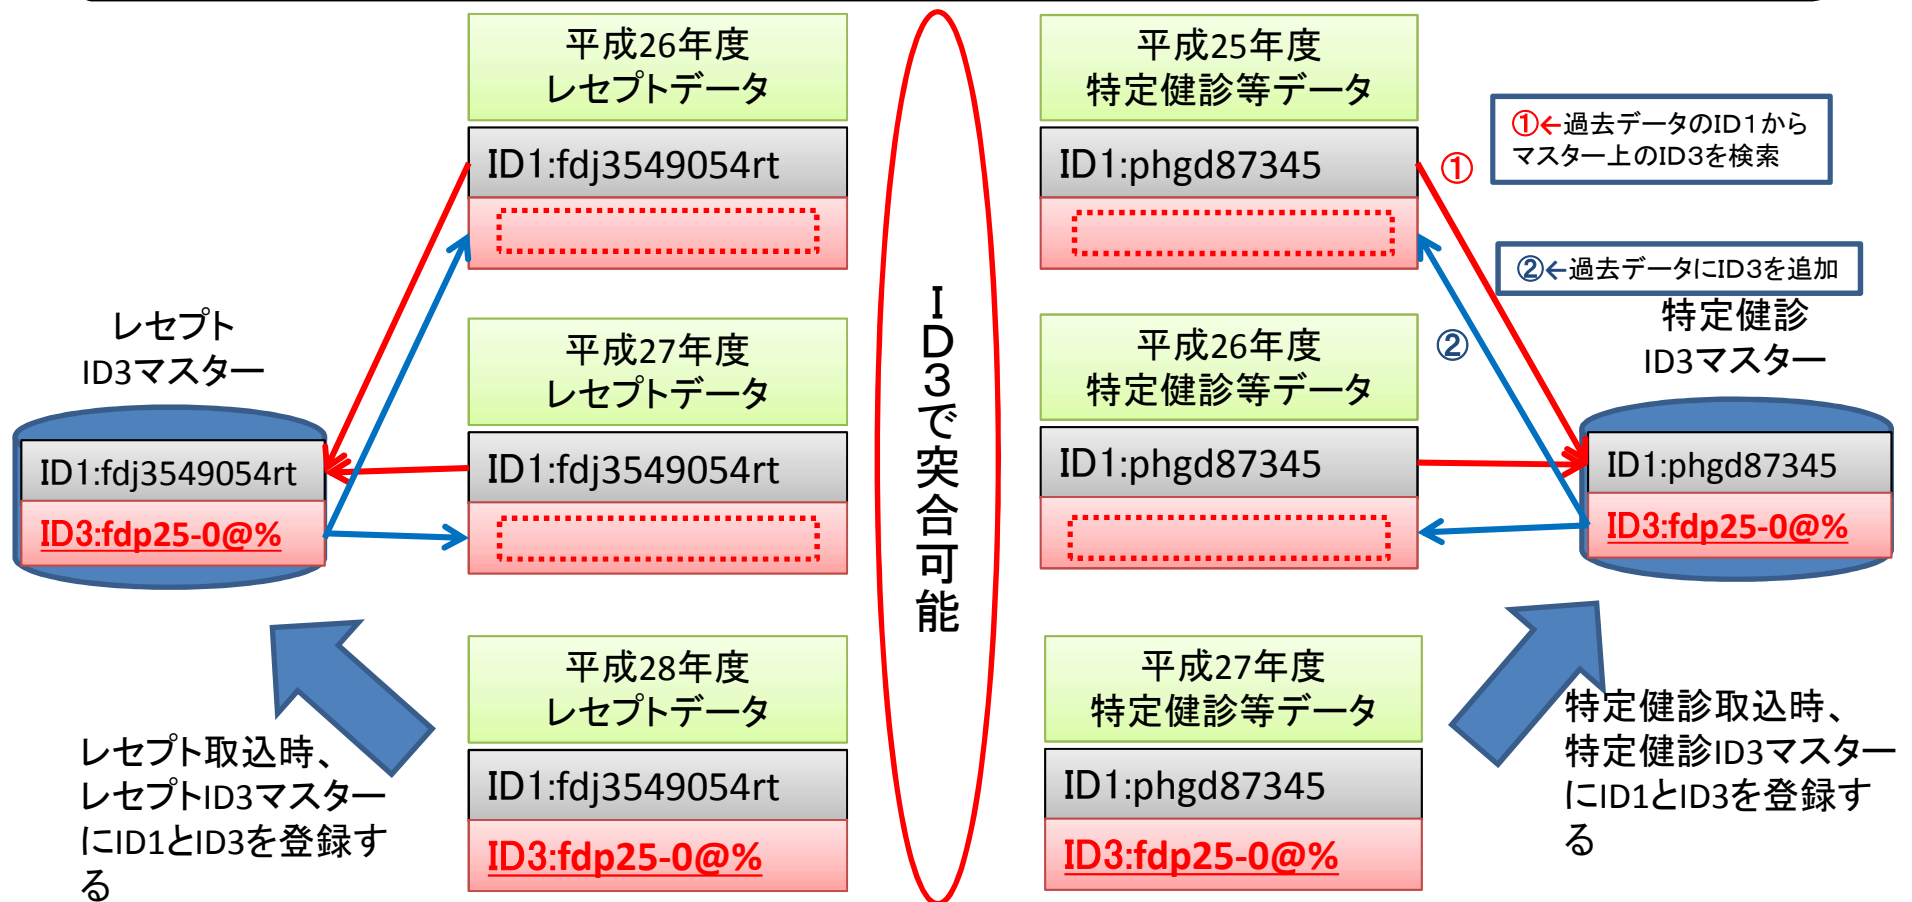 平成26年度
レセプトデータ
ID1:fdj3549054rt
平成27年度
レセプトデータ
ID1:fdj3549054rt
平成28年度
レセプトデータ
ID1:fdj3549054rt
ID3:fdp25-0@%
レセプト
ID3マスター
ID1:fdj3549054rt
ID3:fdp25-0@%
レセプト取込時、
レセプトID3マスター
にID1とID3を登録す
る
ID3で突合可能
平成25年度
特定健診等データ
ID1:phgd87345
平成26年度
特定健診等データ
ID1:phgd87345
平成27年度
特定健診等データ
ID1:phgd87345
ID3:fdp25-0@%
①
②
①←過去データのID1から
マスター上のID3を検索
②←過去データにID3を追加
特定健診
ID3マスター
ID1:phgd87345
ID3:fdp25-0@%
特定健診取込時、
特定健診ID3マスター
にID1とID3を登録す
る